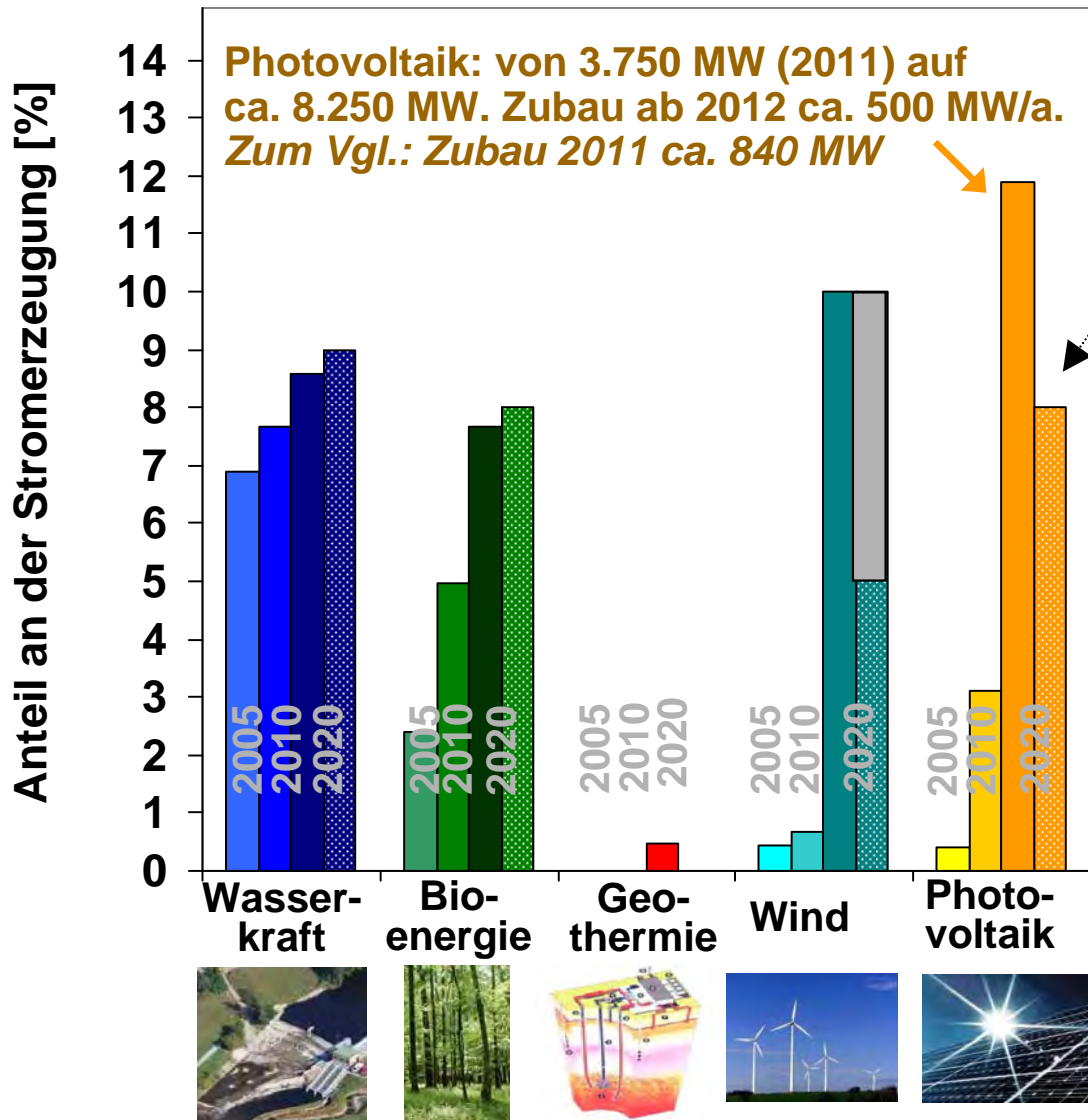 Anteil an der Stromerzeugung [%]
14
13
12
11
10
9
8
7
6
5
4
3
2
1
0
Photovoltaik: von 3.750 MW (2011) auf
ca. 8.250 MW. Zubau ab 2012 ca. 500 MW/a.
Zum Vgl.: Zubau 2011 ca. 840 MW
2005
2010
2020
2005
2010
2020
2005
2010
2020
2005
2010
2020
2005
2010
2020
Wasser-
kraft
Bio-
energie
Geo-
thermie
Wind
Photo-
voltaik